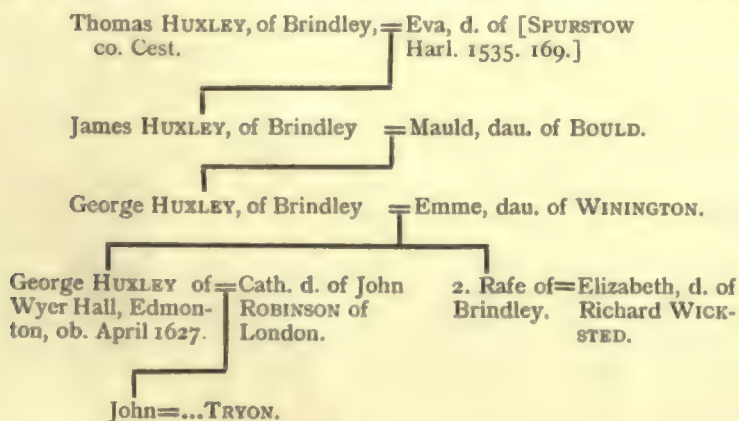 Thomas HUXLEY, of Brindley, = Eva, d. of [SPURSTOW
co. Cest. Harl. 1535. 169.]
James HUXLEY, of Brindley = Mauld, dau. of BOULD.
George HUXLEY, of Brindley = Emme, dau. of WININGTON.
George HUXLEY of = Cath. d. of John 2. Rafe of = Elizabeth, d. of
Wyer Hall, Edmon- ROBINSON of Brindley. Richard WICK-
ton, ob. April 1627. London. STED.
John = ...TRYON.